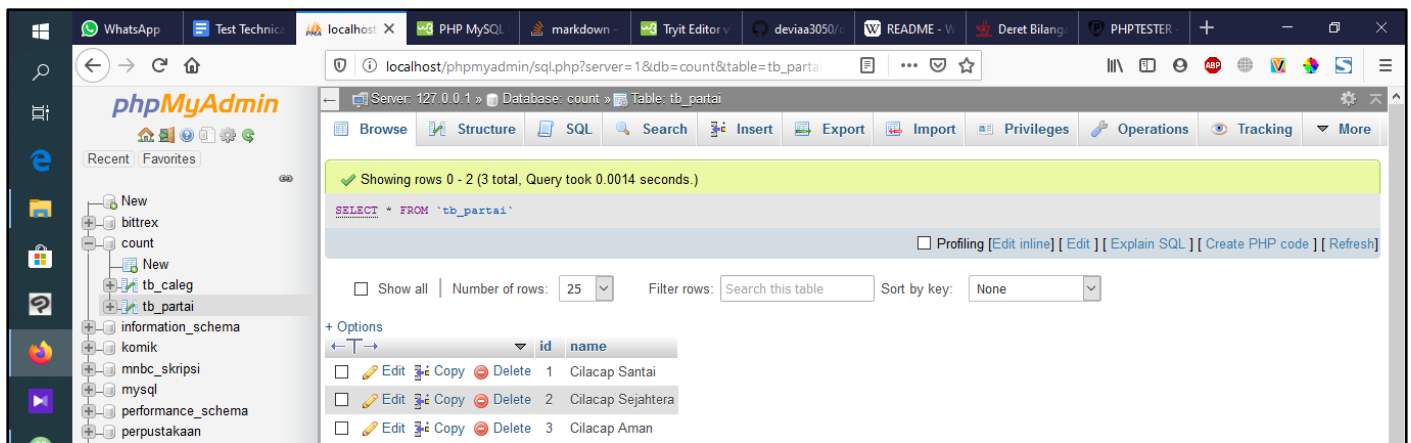 WhatsApp Test Technica localhost PHP MySQL markdown - Tryit Editor v deviaa3050/c README - W Deret Bilanga PHPTESTER -
localhost/phpmyadmin/sql.php?server=1&db=count&table=tb_parta
phpMyAdmin
Recent Favorites
New
bittrex
count
New
tb_caleg
tb_partai
information_schema
komik
mnbc_skripsi
mysql
performance_schema
perpustakaan
Server: 127.0.0.1 » Database: count » Table: tb_partai
Browse Structure SQL Search Insert Export Import Privileges Operations Tracking More
Showing rows 0 - 2 (3 total, Query took 0.0014 seconds.)
SELECT * FROM `tb_partai`
Profiling [Edit inline] [ Edit ] [ Explain SQL ] [ Create PHP code ] [ Refresh]
Show all Number of rows: 25 Filter rows: Search this table Sort by key: None
+ Options
←T→ id name
Edit Copy Delete 1 Cilacap Santai
Edit Copy Delete 2 Cilacap Sejahtera
Edit Copy Delete 3 Cilacap Aman